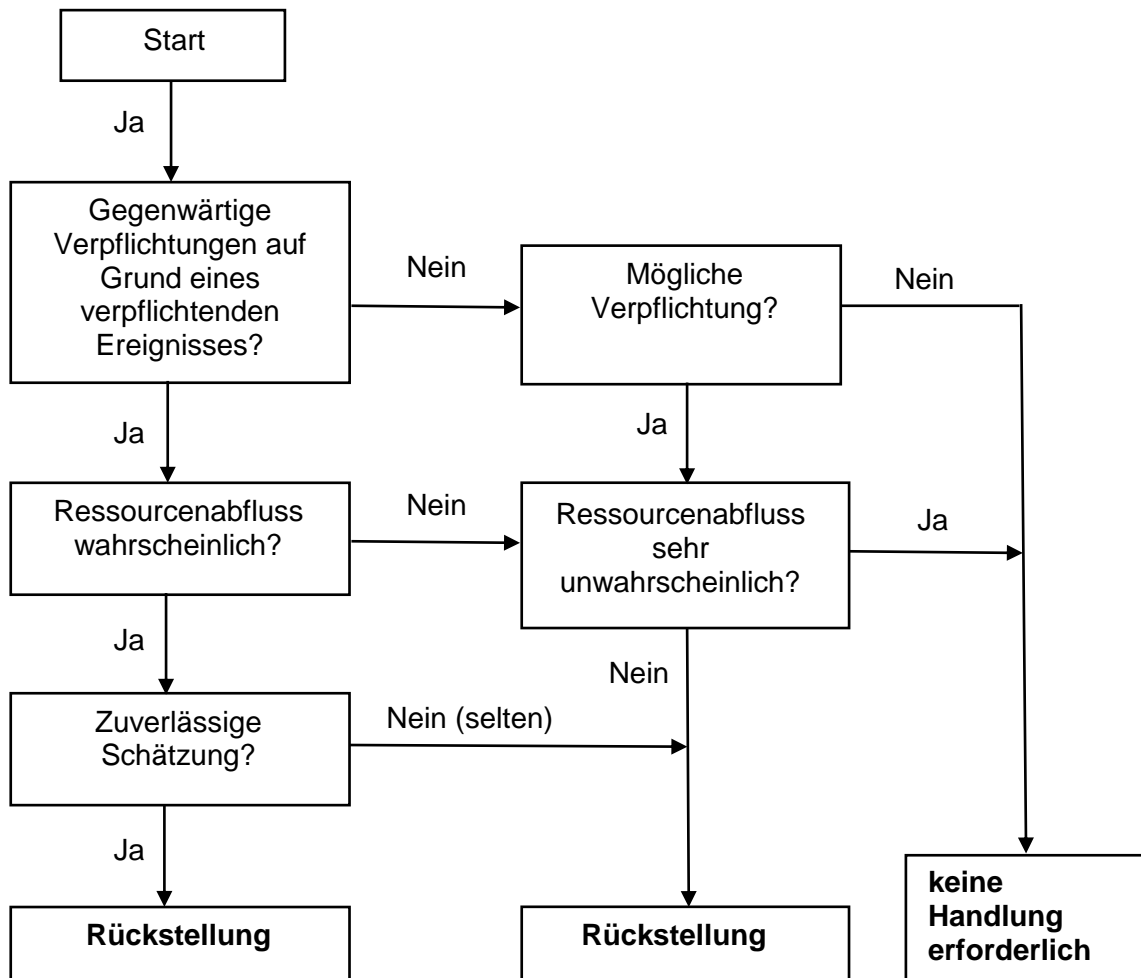 Start
Ja
Gegenwärtige
Verpflichtungen auf
Grund eines
verpflichtenden
Ereignisses?
Nein
Mögliche
Verpflichtung?
Nein
Ja
Ja
Ressourcenabfluss
wahrscheinlich?
Nein
Ressourcenabfluss
sehr
unwahrscheinlich?
Ja
Ja
Nein
Zuverlässige
Schätzung?
Nein (selten)
Ja
Rückstellung
Rückstellung
keine
Handlung
erforderlich